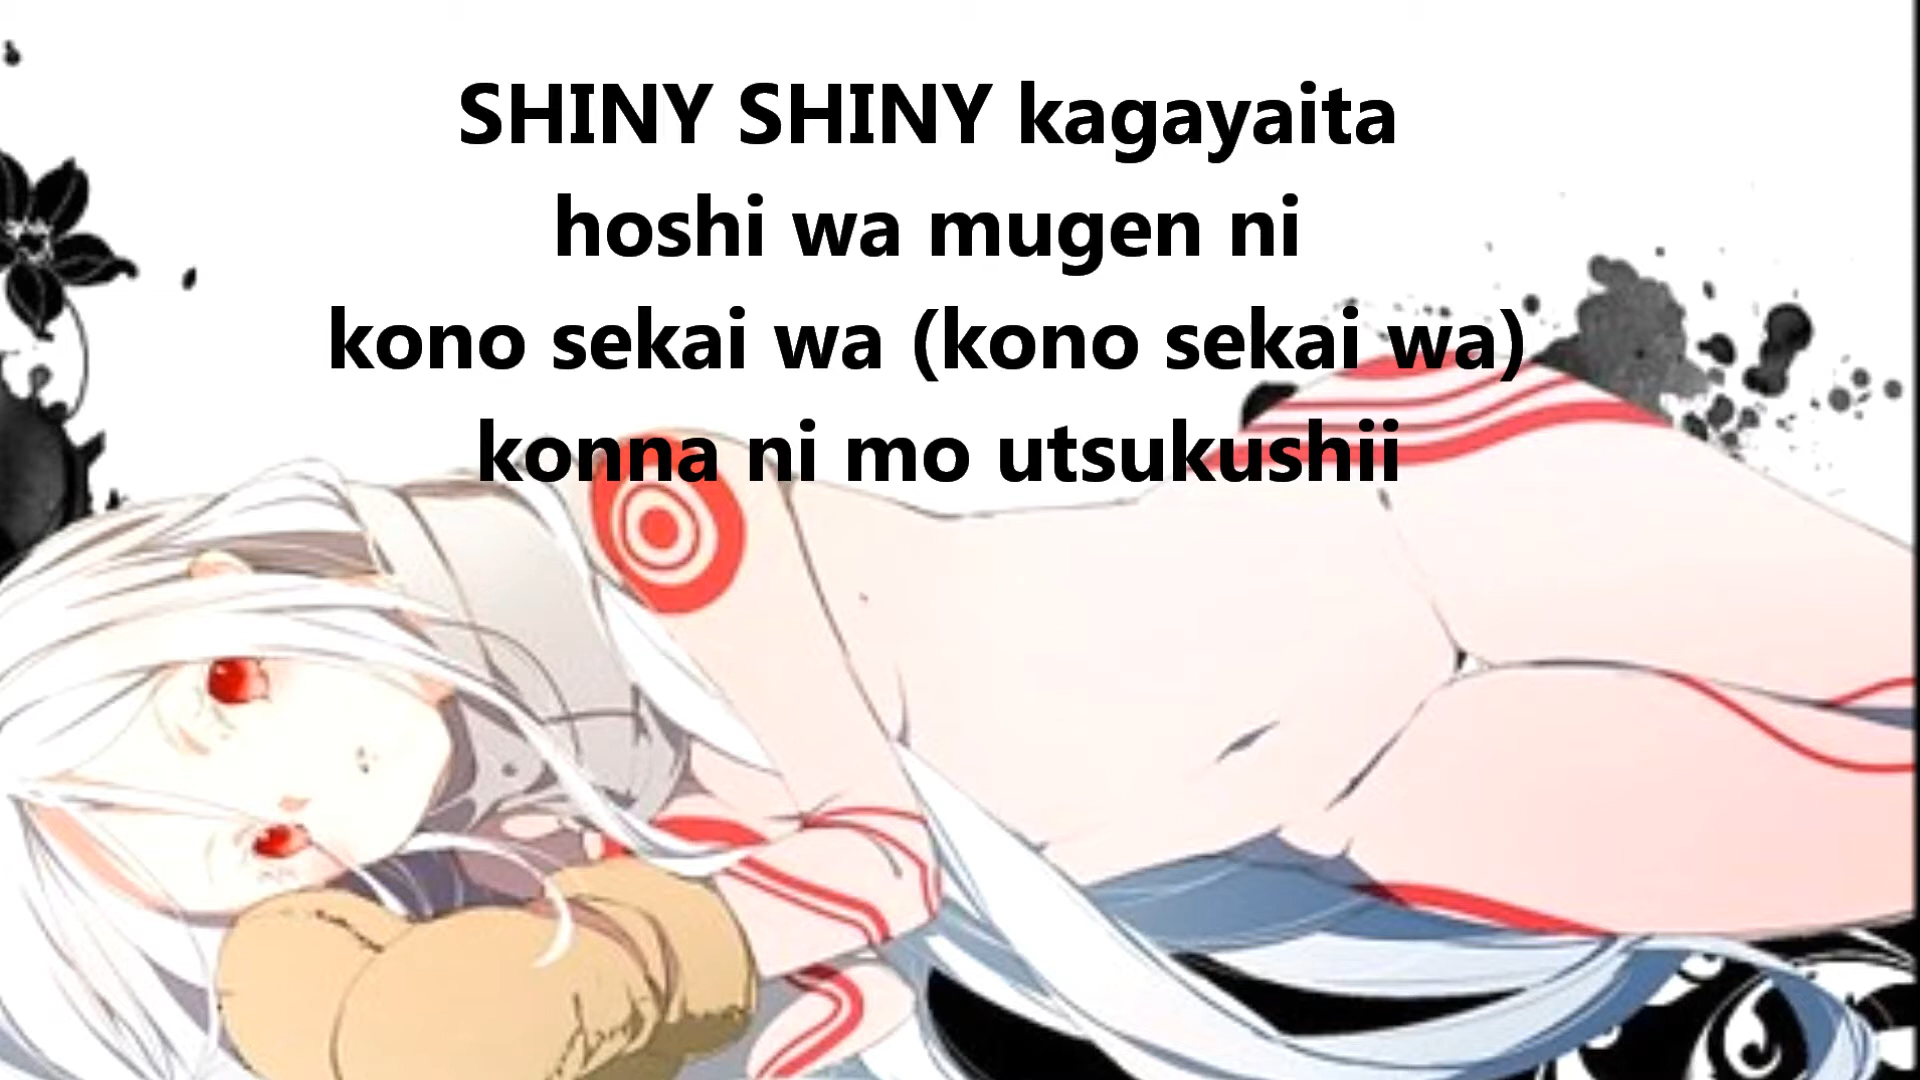 SHINY SHINY kagayaita
hoshi wa mugen ni
kono sekai wa (kono sekai wa)
konna ni mo utsukushii